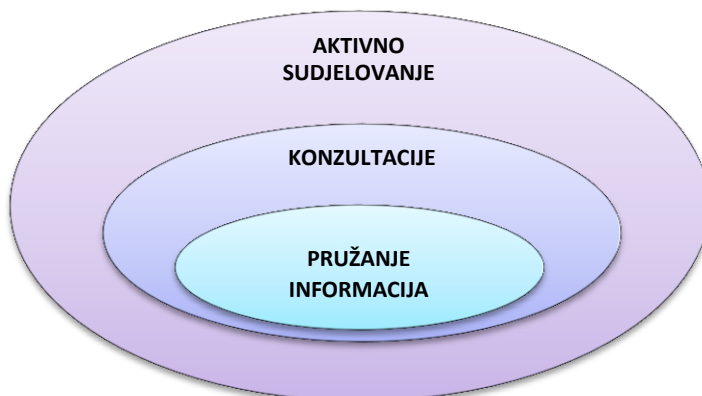 AKTIVNO
SUDJELOVANJE
KONZULTACIJE
PRUŽANJE
INFORMACIJA